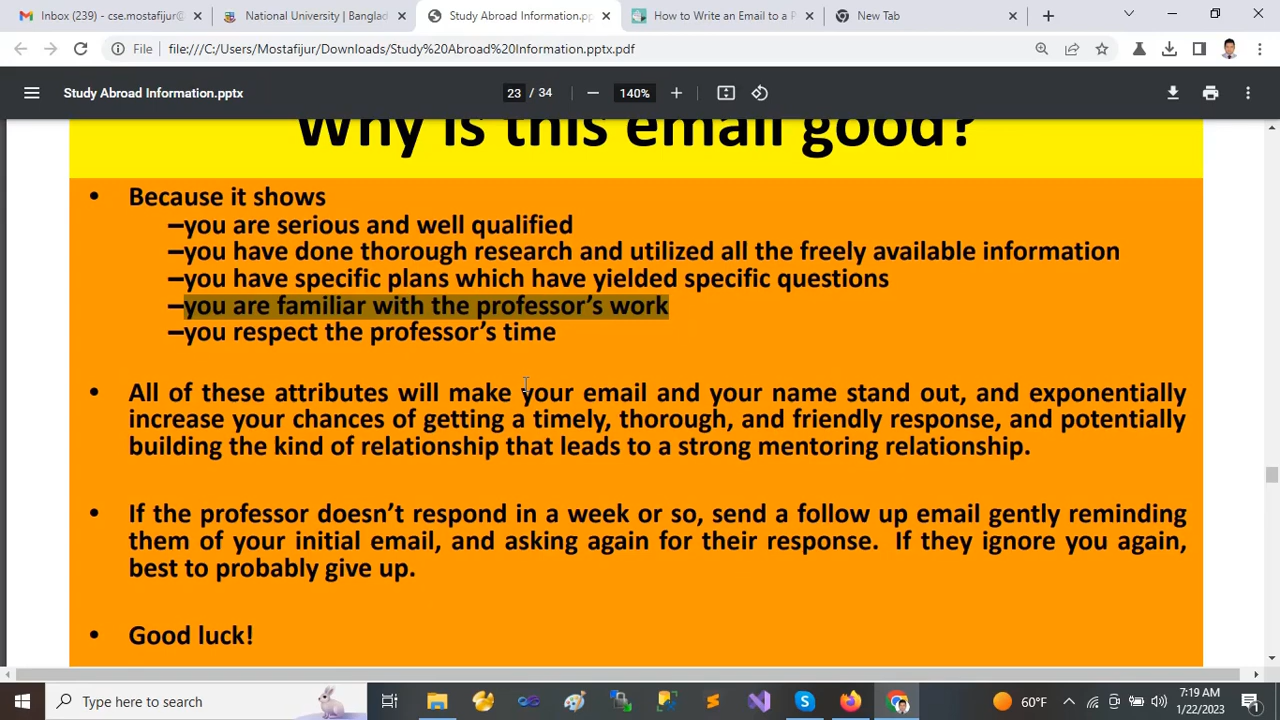 Inbox (239) - cse.mostafijur@
National University | Banglad
Study Abroad Information.pp
How to Write an Email to a P
New Tab
File
file:///C:/Users/Mostafijur/Downloads/Study%20Abroad%20Information.pptx.pdf
Study Abroad Information.pptx
23 / 34
140%
Why is this email good?
• Because it shows
–you are serious and well qualified
–you have done thorough research and utilized all the freely available information
–you have specific plans which have yielded specific questions
–you are familiar with the professor’s work
–you respect the professor’s time
• All of these attributes will make your email and your name stand out, and exponentially
increase your chances of getting a timely, thorough, and friendly response, and potentially
building the kind of relationship that leads to a strong mentoring relationship.
• If the professor doesn’t respond in a week or so, send a follow up email gently reminding
them of your initial email, and asking again for their response. If they ignore you again,
best to probably give up.
• Good luck!
Type here to search
60°F
7:19 AM
1/22/2023